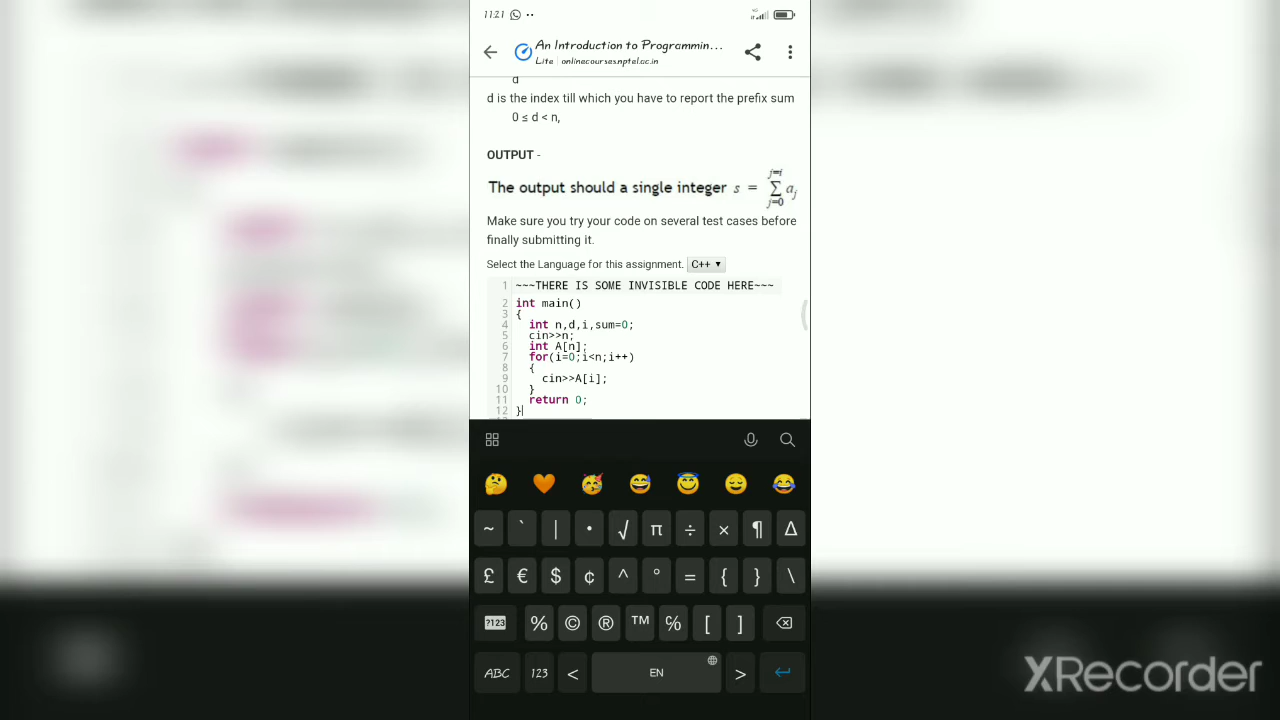 11:21
An Introduction to Programmin...
Lite | onlinecourses.nptel.ac.in
d
d is the index till which you have to report the prefix sum
0 ≤ d < n,
OUTPUT -
The output should a single integer s = j=i ∑ j=0 aj
Make sure you try your code on several test cases before
finally submitting it.
Select the Language for this assignment. C++ ▼
1 ~~~THERE IS SOME INVISIBLE CODE HERE~~~
2 int main()
3 {
4 int n,d,i,sum=0;
5 cin>>n;
6 int A[n];
7 for(i=0;i<n;i++)
8 {
9 cin>>A[i];
10 }
11 return 0;
12 }
~ ` | • √ π ÷ × ¶ Δ
£ € $ ¢ ^ ° = { } \
?123 % © ® ™ ℅ [ ]
ABC 123 < EN >
XRecorder